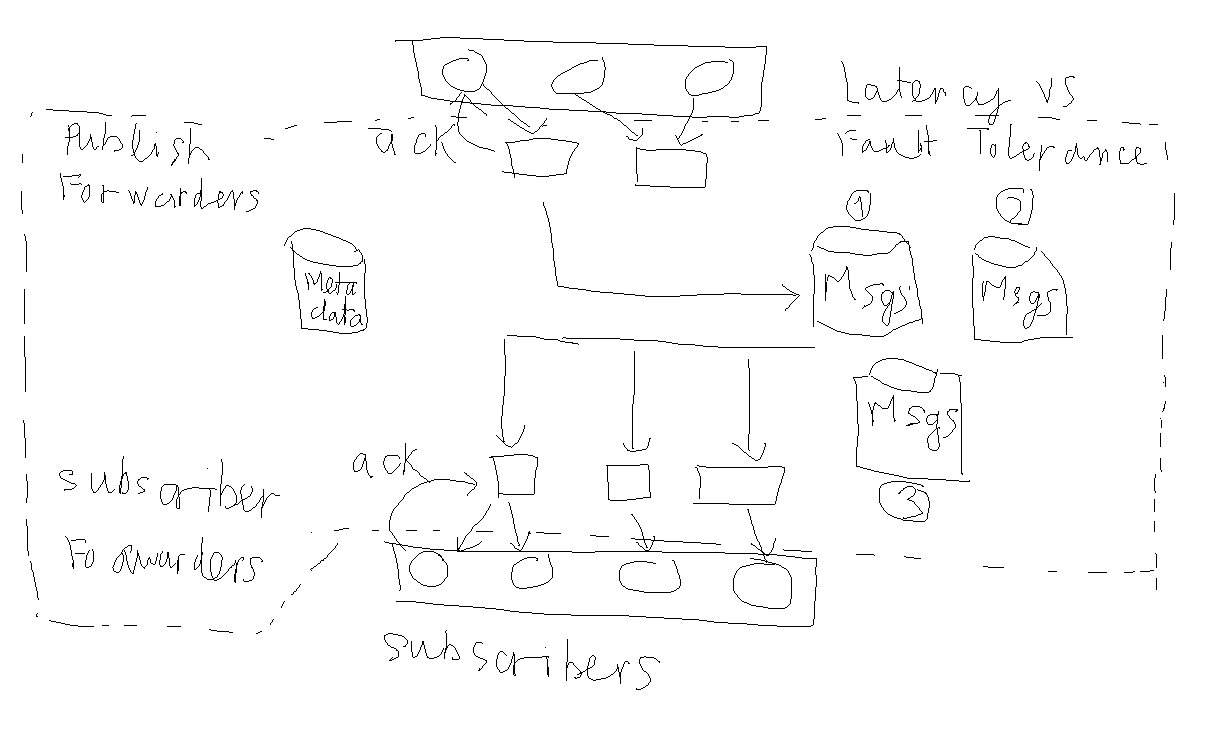 Latency vs
Fault Tolerance
Publish
Forwarders
ack
1
2
Meta
data
Msgs
Msgs
Msgs
3
ack
subscriber
Forwarders
subscribers